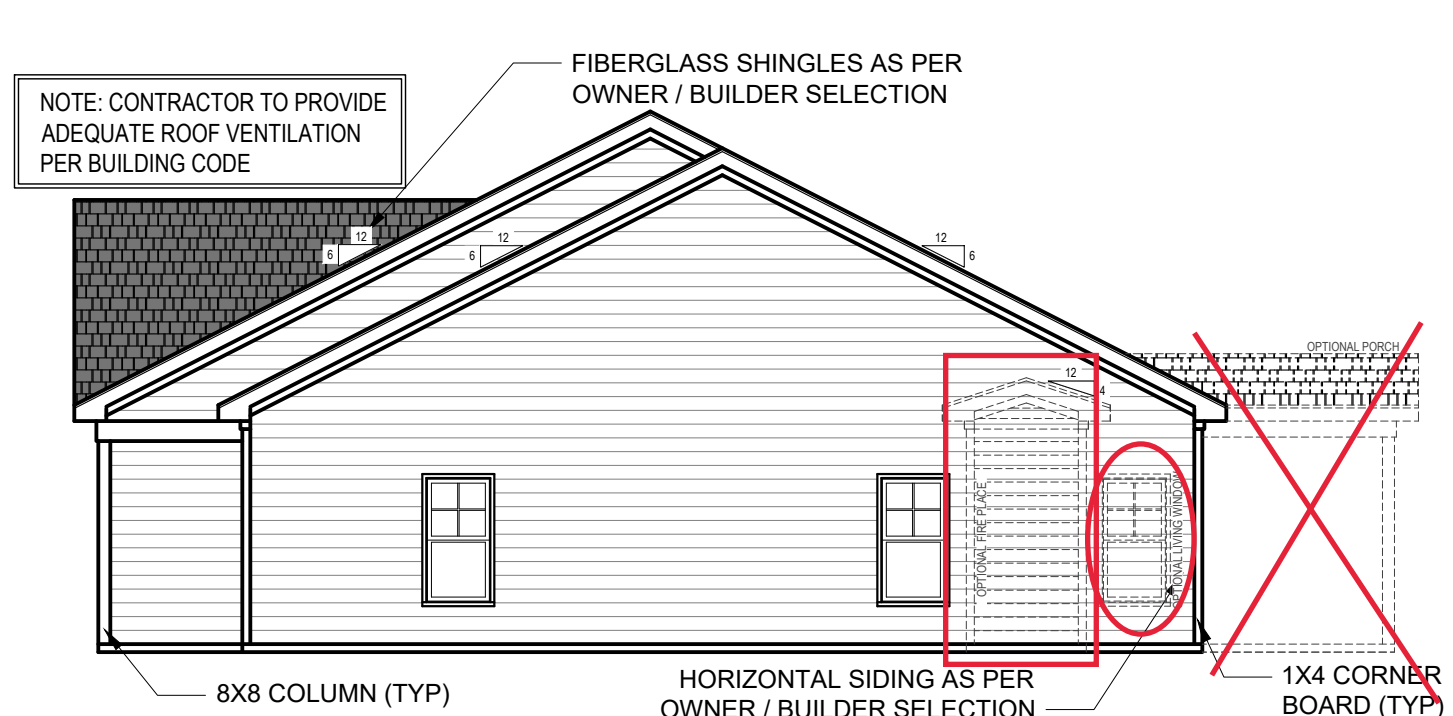 FIBERGLASS SHINGLES AS PER
OWNER / BUILDER SELECTION
NOTE: CONTRACTOR TO PROVIDE
ADEQUATE ROOF VENTILATION
PER BUILDING CODE
12
6
12
6
12
6
OPTIONAL PORCH
12
4
OPTIONAL FIRE PLACE
OPTIONAL LIVING WINDOW
8X8 COLUMN (TYP)
HORIZONTAL SIDING AS PER
OWNER / BUILDER SELECTION
1X4 CORNER
BOARD (TYP)